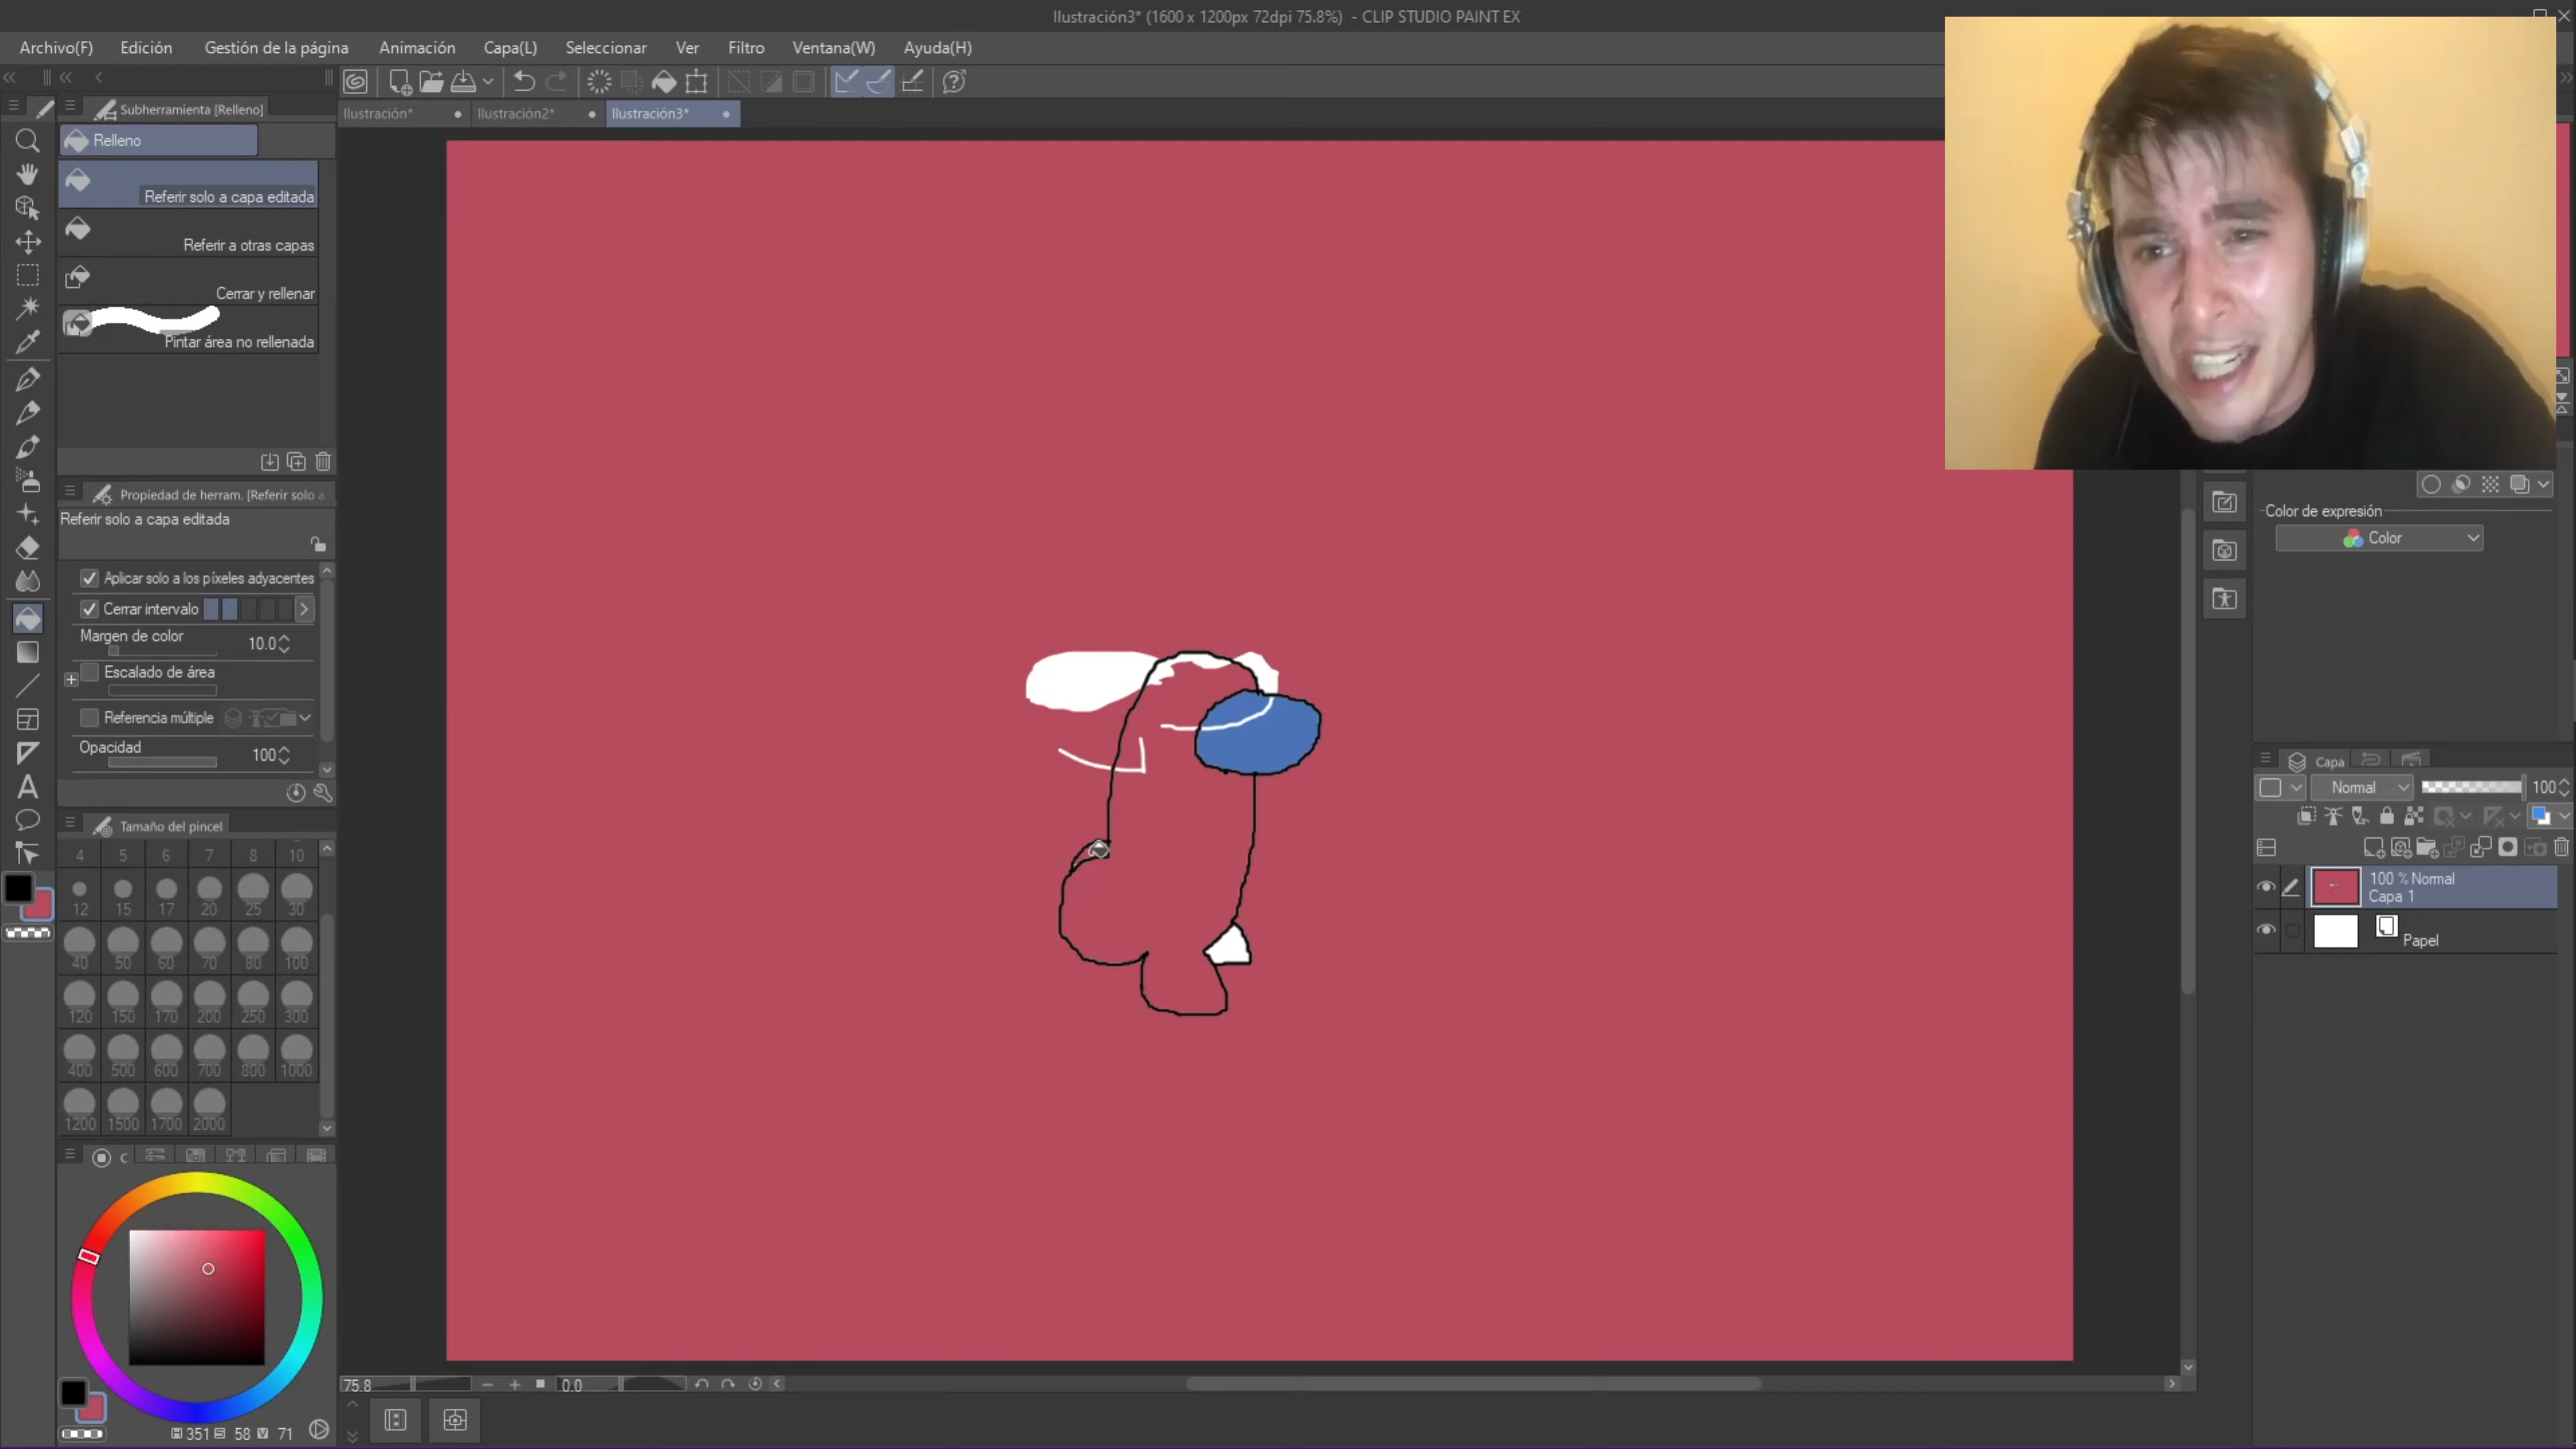 Ilustración3* (1600 x 1200px 72dpi 75.8%) - CLIP STUDIO PAINT EX
Archivo(F) Edición Gestión de la página Animación Capa(L) Seleccionar Ver Filtro Ventana(W) Ayuda(H)
Subherramienta [Relleno]
Ilustración* Ilustración2* Ilustración3*
Relleno
Referir solo a capa editada
Referir a otras capas
Cerrar y rellenar
Pintar área no rellenada
Propiedad de herram. [Referir solo a
Referir solo a capa editada
Aplicar solo a los píxeles adyacentes
Cerrar intervalo
Margen de color 10.0
Escalado de área
Referencia múltiple
Opacidad 100
Tamaño del pincel
4 5 6 7 8 10
12 15 17 20 25 30
40 50 60 70 80 100
120 150 170 200 250 300
400 500 600 700 800 1000
1200 1500 1700 2000
C
H 351 S 58 V 71
75.8 0.0
Color de expresión
Color
Capa
Normal 100
100 % Normal
Capa 1
Papel